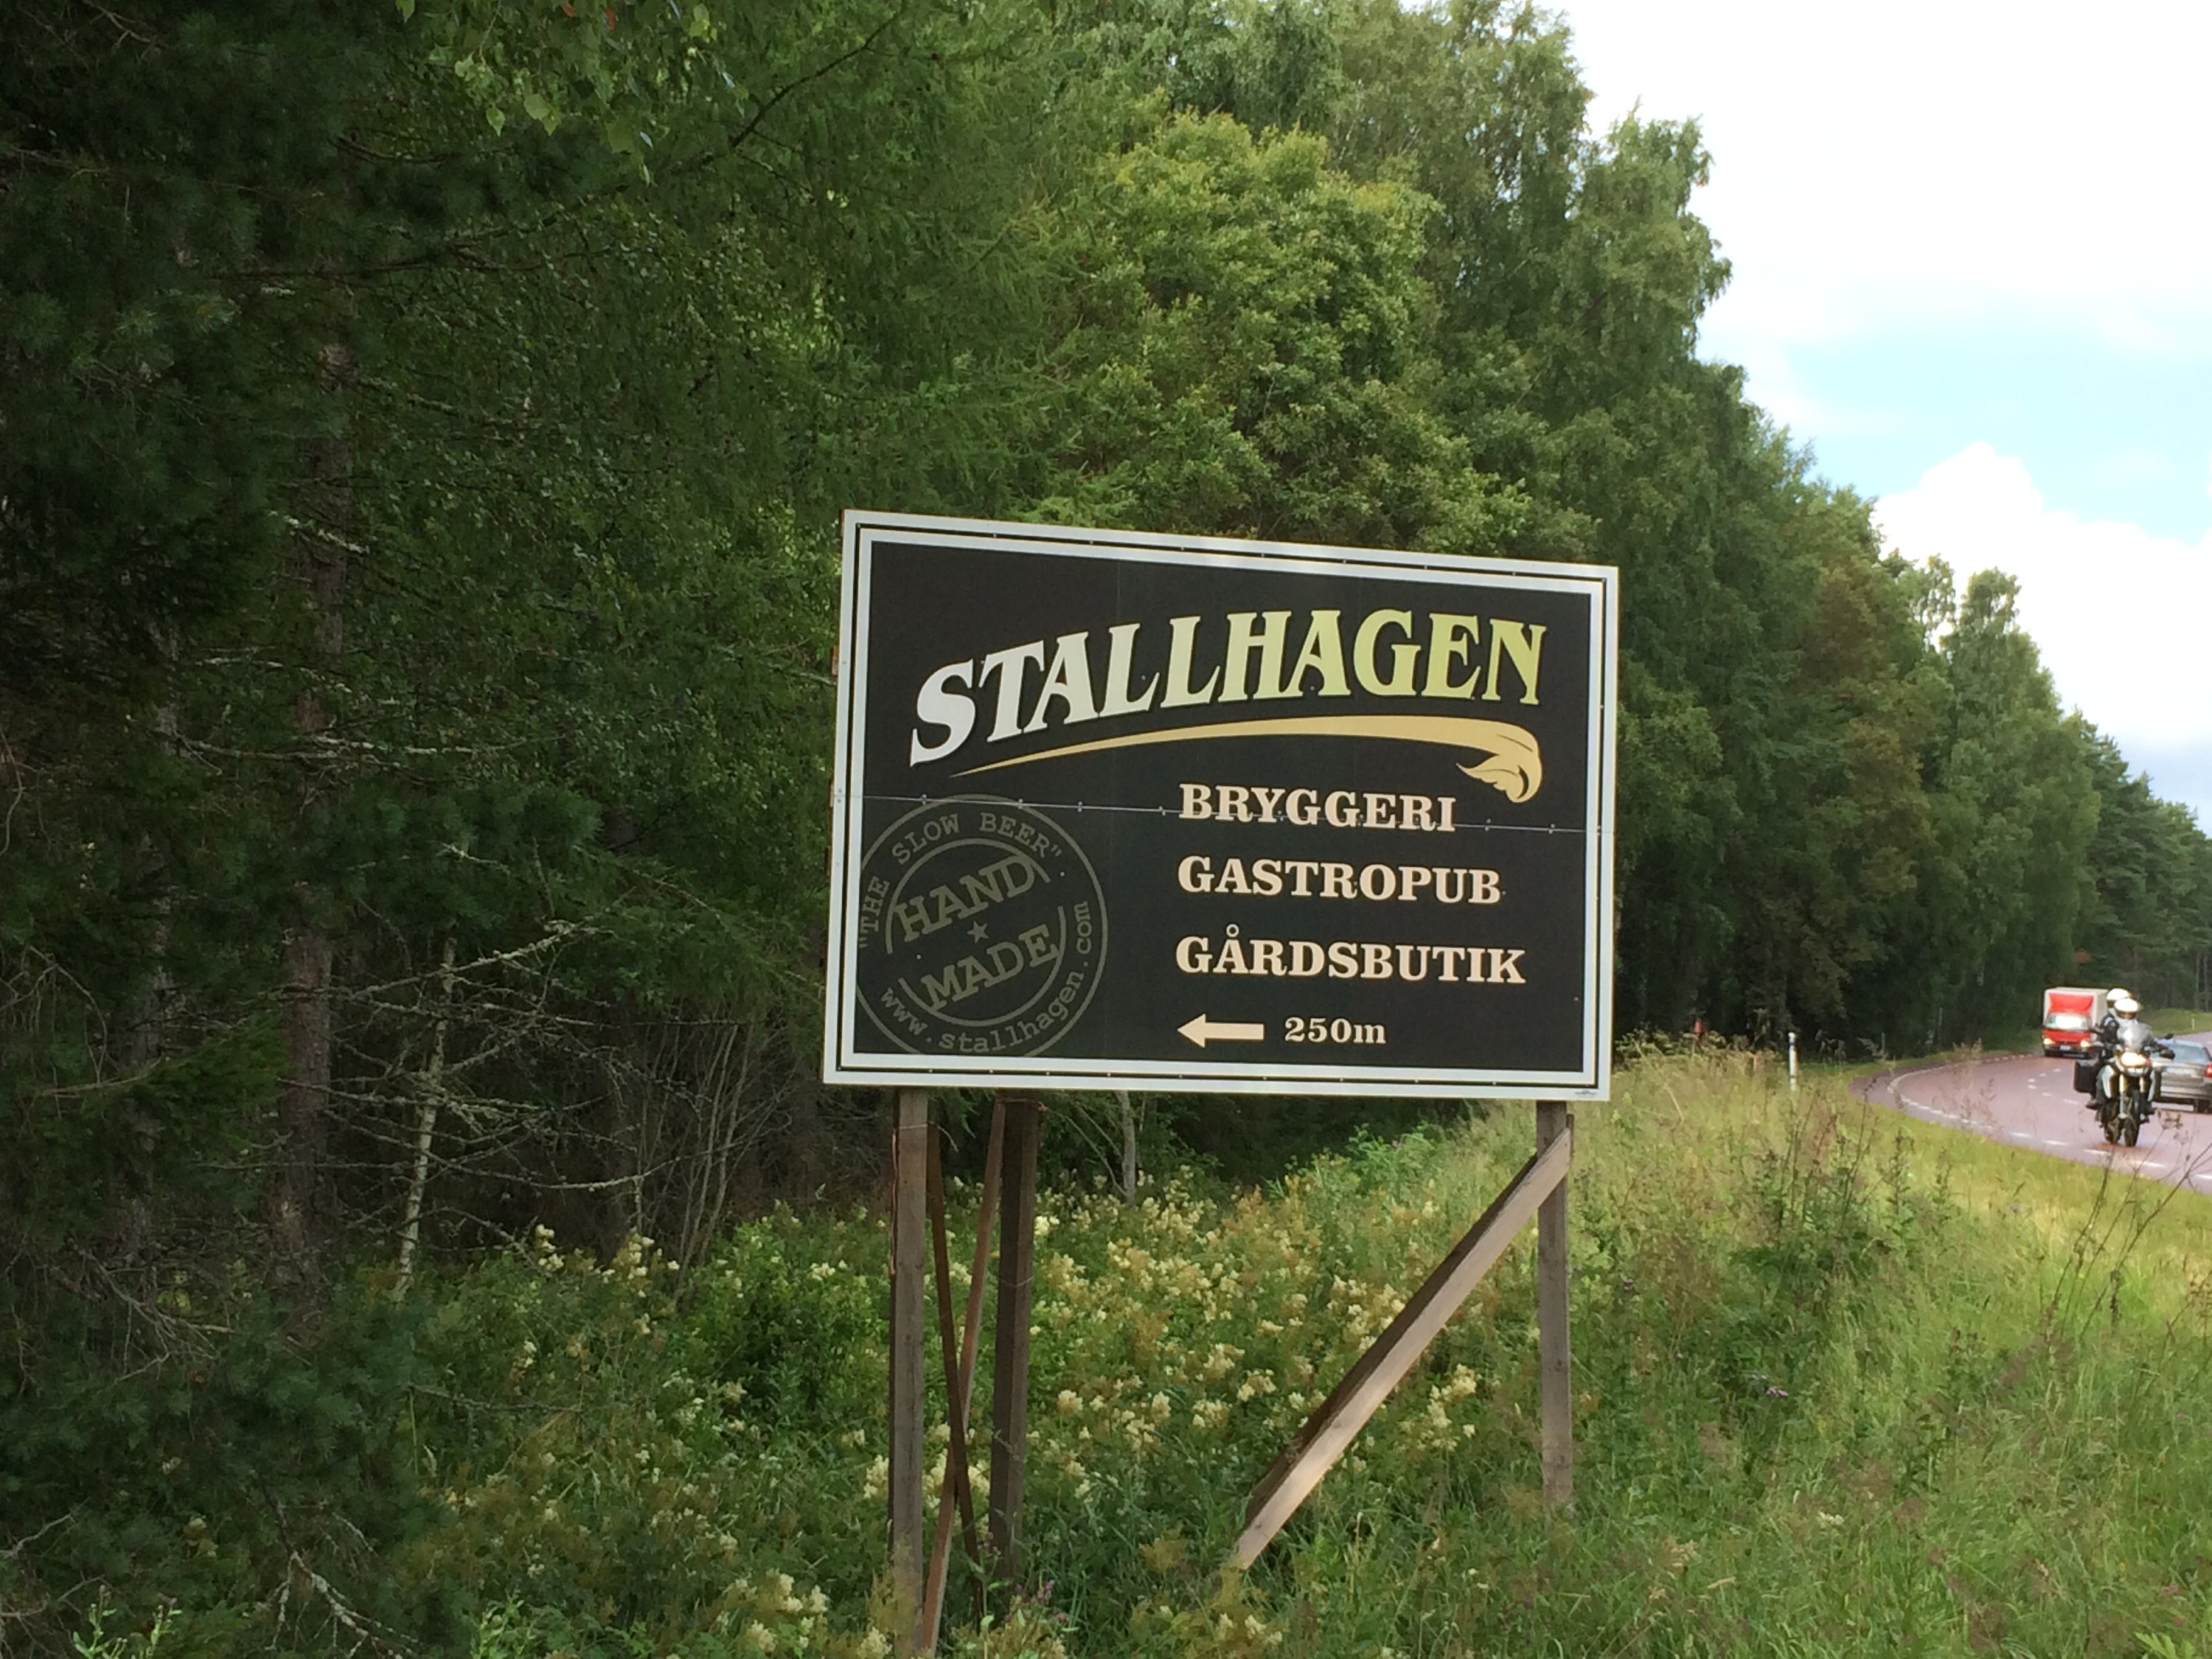 STALLHAGEN
BRYGGERI
GASTROPUB
GÅRDSBUTIK
250m
"THE SLOW BEER"
HAND
MADE
www.stallhagen.com